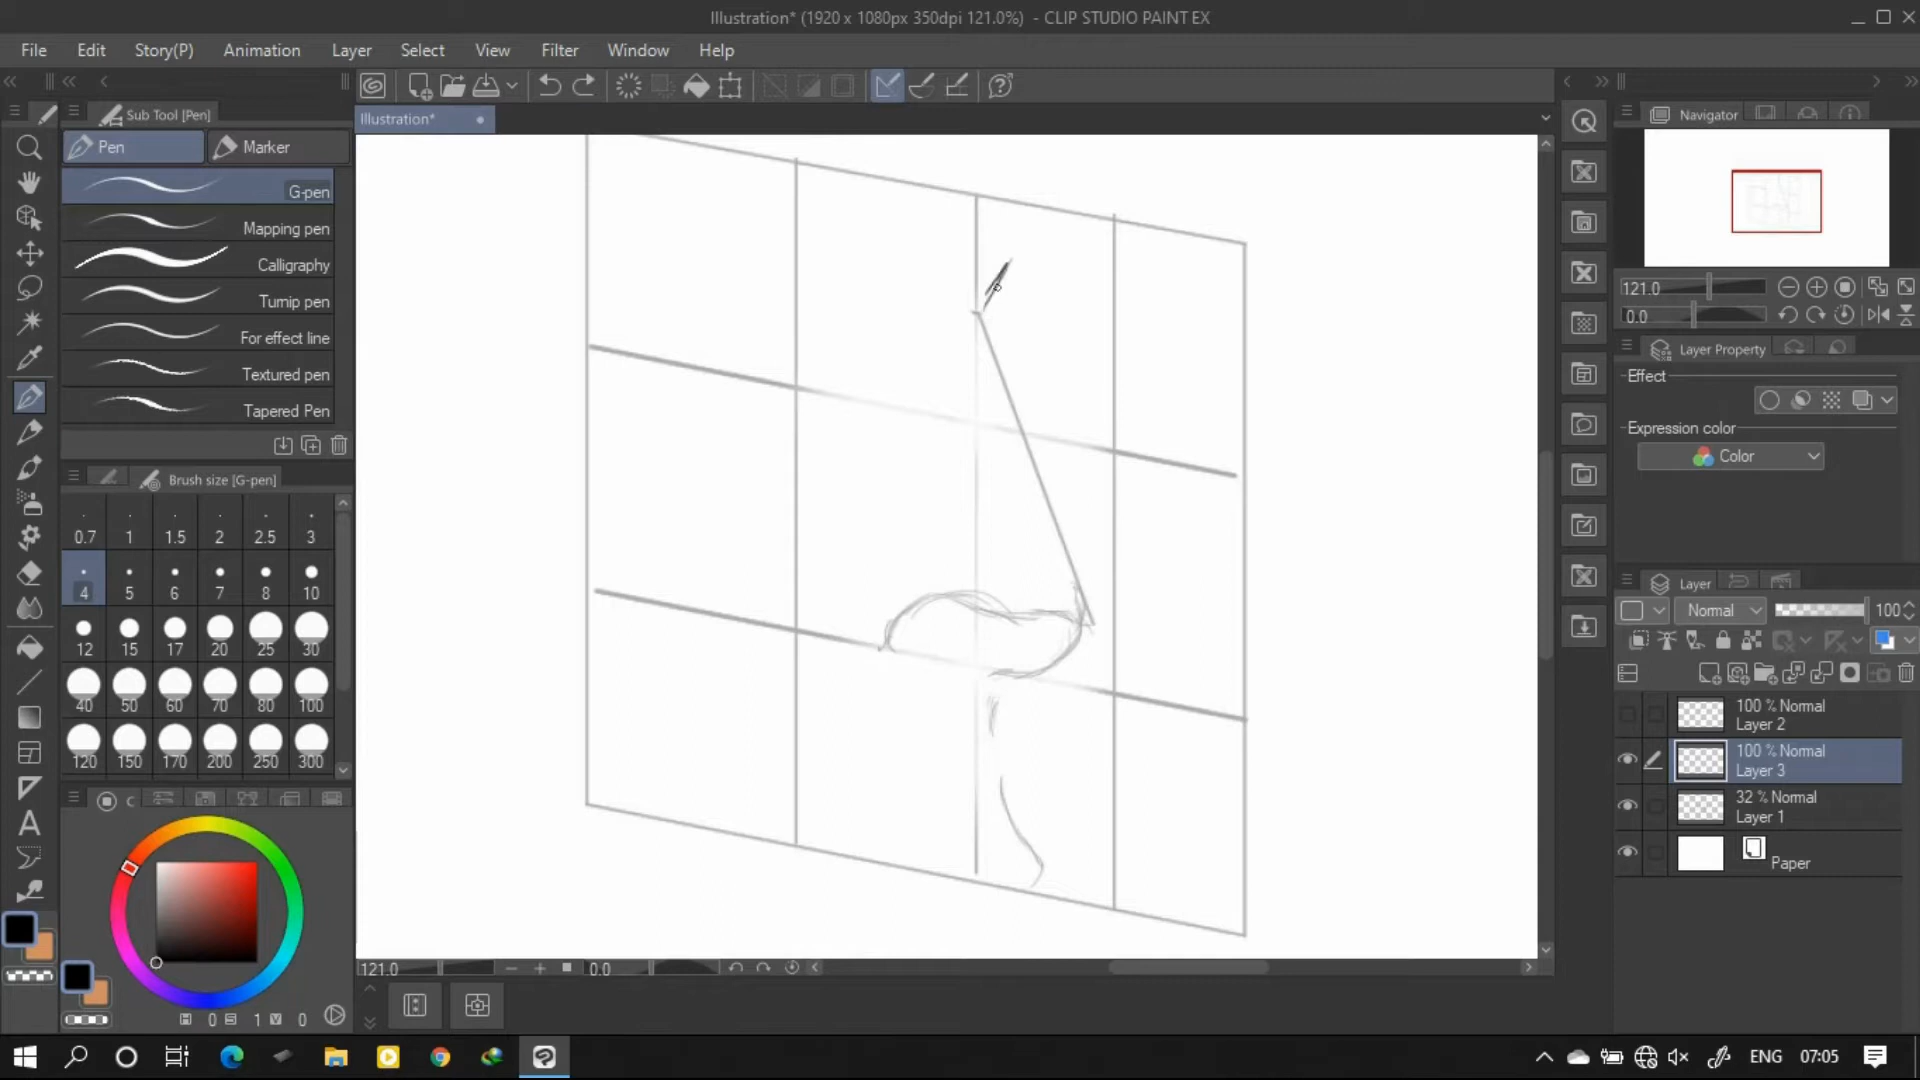 Illustration* (1920 x 1080px 350dpi 121.0%) - CLIP STUDIO PAINT EX
File Edit Story(P) Animation Layer Select View Filter Window Help
Sub Tool [Pen]
Illustration*
Navigator
Pen
Marker
G-pen
Mapping pen
Calligraphy
Turnip pen
For effect line
Textured pen
Tapered Pen
121.0
0.0
Layer Property
Effect
Expression color
Color
Brush size [G-pen]
0.7 1 1.5 2 2.5 3
4 5 6 7 8 10
12 15 17 20 25 30
40 50 60 70 80 100
120 150 170 200 250 300
Layer
Normal 100
100 % Normal
Layer 2
100 % Normal
Layer 3
32 % Normal
Layer 1
Paper
C
121.0 0.0
H 0 S 1 V 0
ENG 07:05